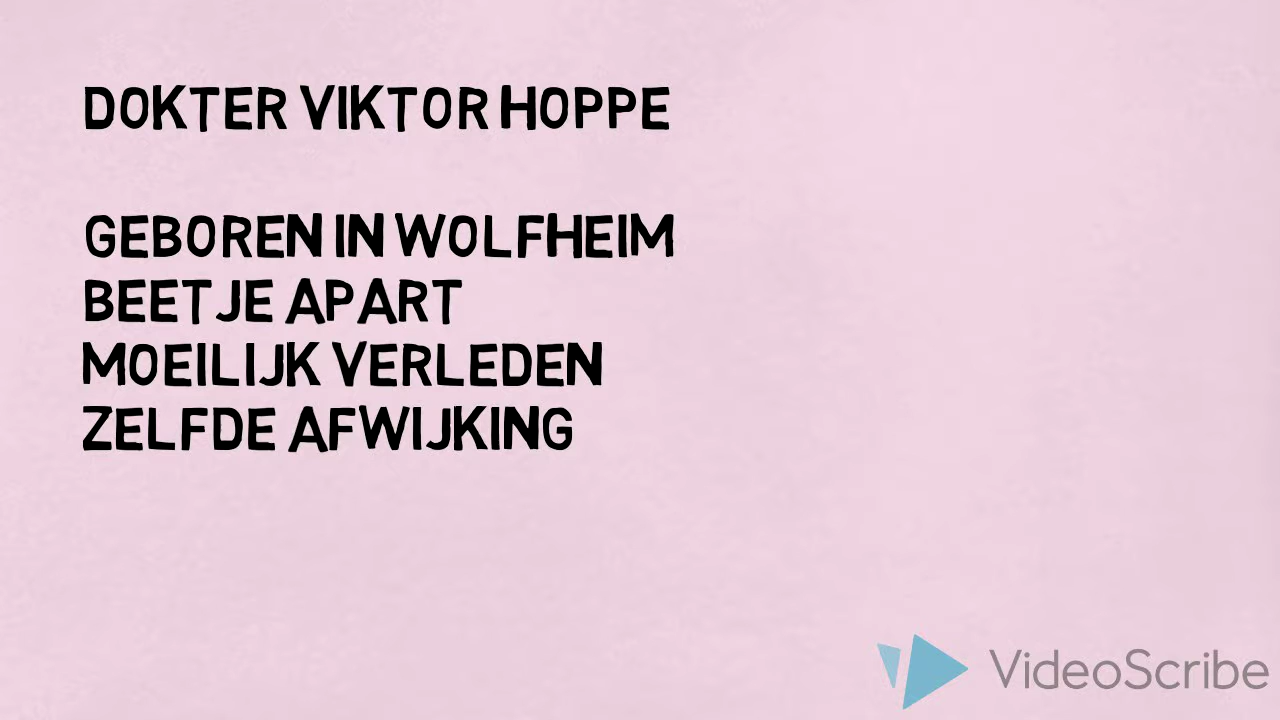 DOKTER VIKTOR HOPPE
GEBOREN IN WOLFHEIM
BEETJE APART
MOEILIJK VERLEDEN
ZELFDE AFWIJKING
VideoScribe